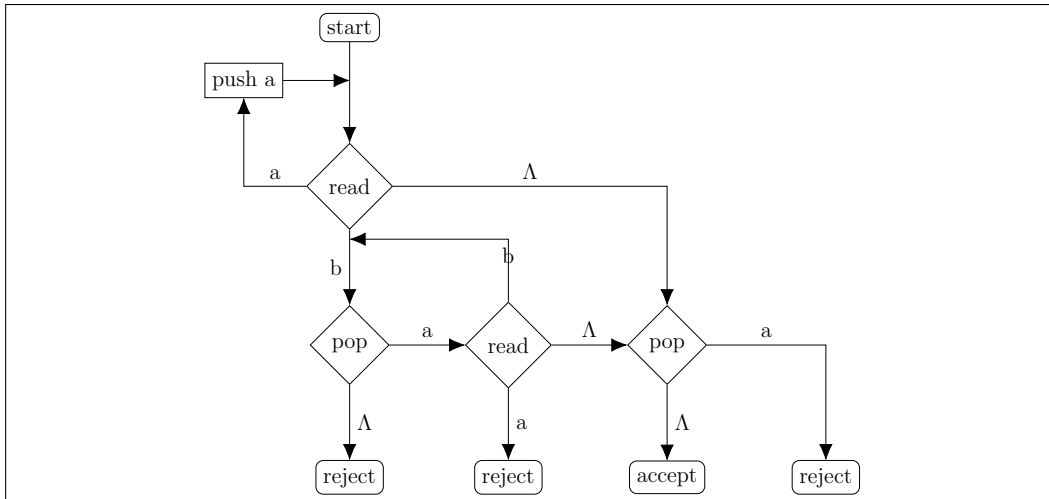 start
push a
a
Λ
read
b
b
pop
a
read
Λ
pop
a
Λ
a
Λ
reject
reject
accept
reject